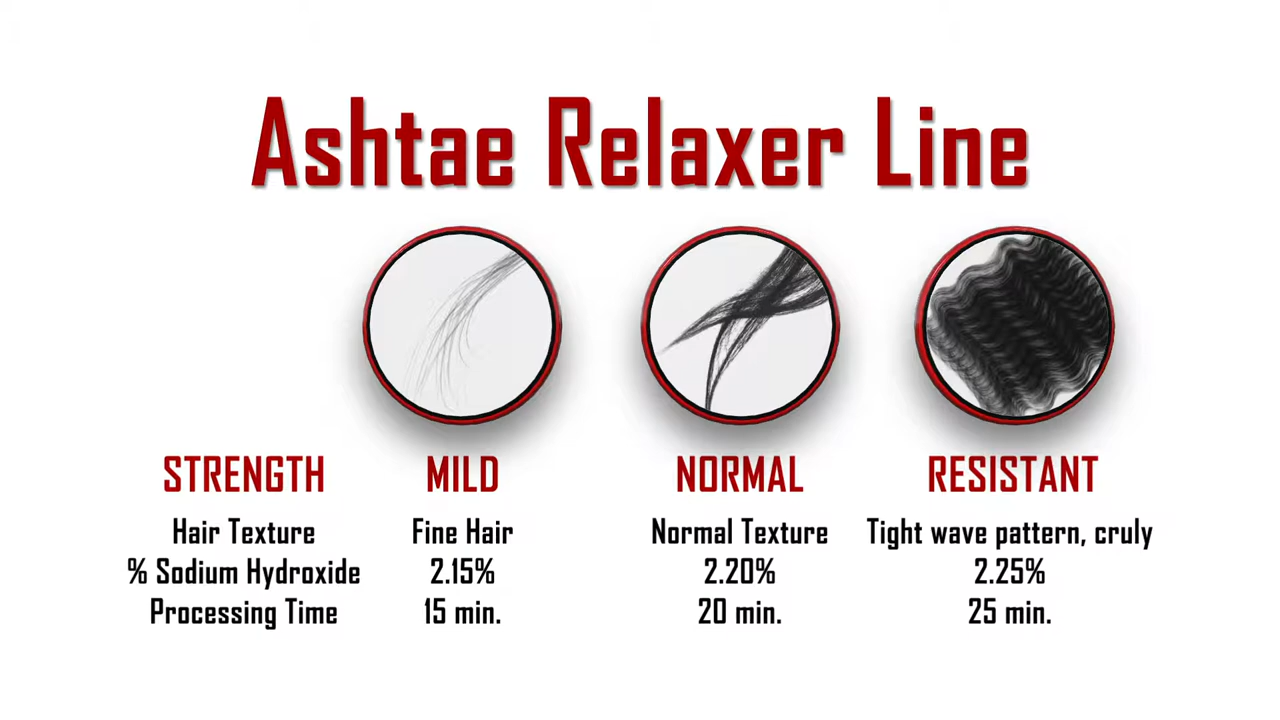 Ashtae Relaxer Line
STRENGTH MILD NORMAL RESISTANT
Hair Texture Fine Hair Normal Texture Tight wave pattern, cruly
% Sodium Hydroxide 2.15% 2.20% 2.25%
Processing Time 15 min. 20 min. 25 min.